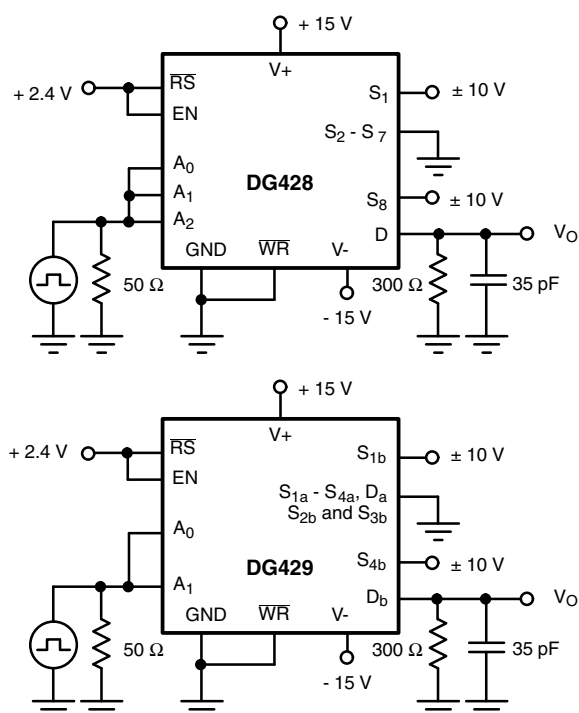 + 15 V
V+
+ 2.4 V
RS
EN
S1
± 10 V
S2 - S7
A0
A1
A2
DG428
S8
± 10 V
D
VO
GND
WR
V-
50 Ω
300 Ω
35 pF
- 15 V
+ 15 V
V+
+2.4 V
RS
EN
S1b
± 10 V
S1a - S4a, Da
S2b and S3b
A0
A1
DG429
S4b
± 10 V
Db
VO
GND
WR
V-
50 Ω
300 Ω
35 pF
- 15 V